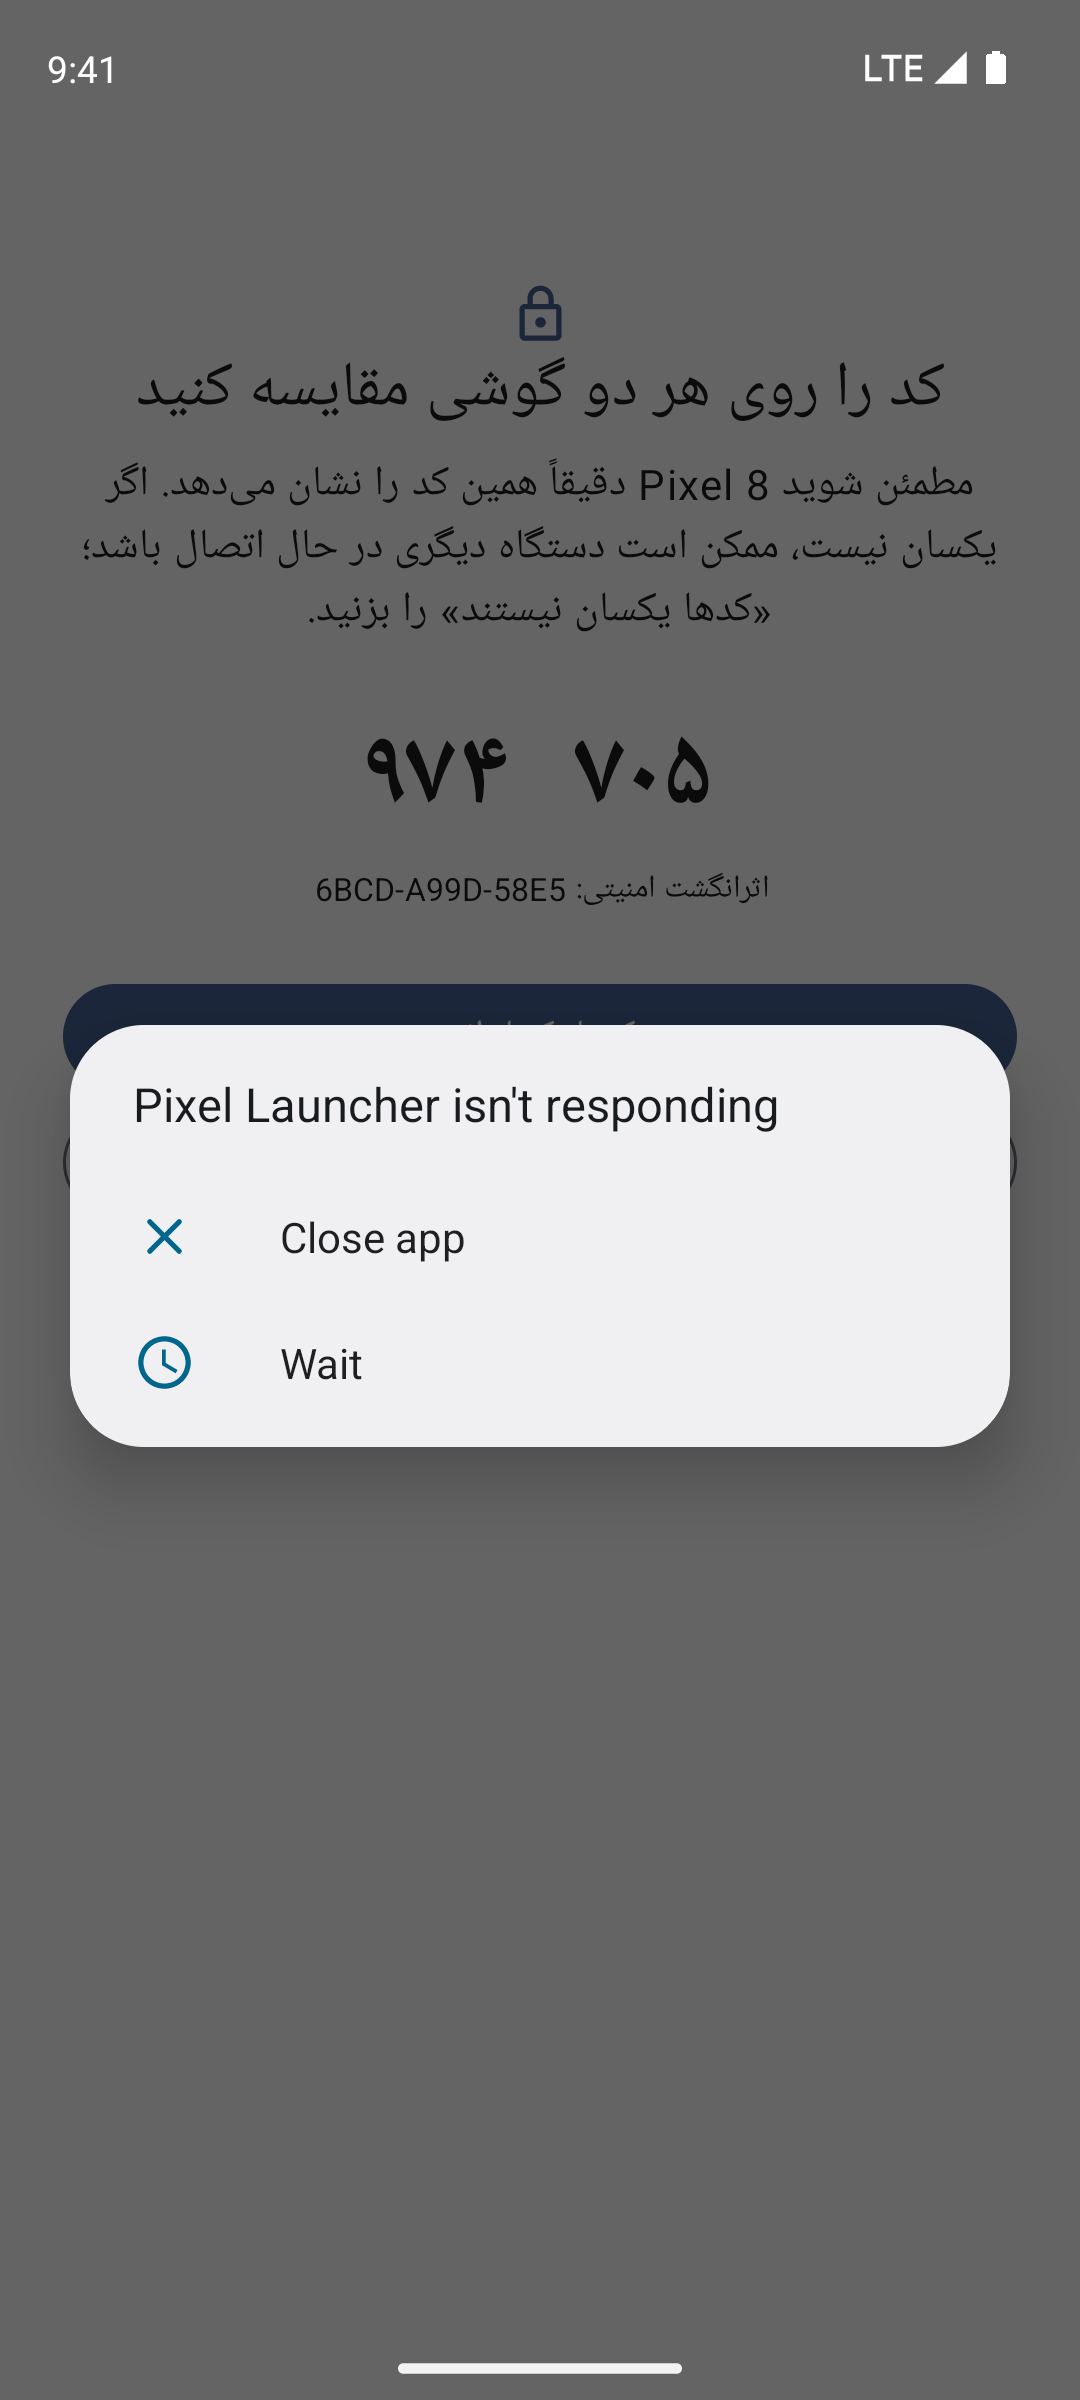 9:41
LTE
کد را روی هر دو گوشی مقایسه کنید
مطمئن شوید Pixel 8 دقیقاً همین کد را نشان می‌دهد. اگر
یکسان نیست، ممکن است دستگاه دیگری در حال اتصال باشد؛
«کدها یکسان نیستند» را بزنید.
۹۷۴ ۷۰۵
اثرانگشت امنیتی: 6BCD-A99D-58E5
Pixel Launcher isn't responding
Close app
Wait